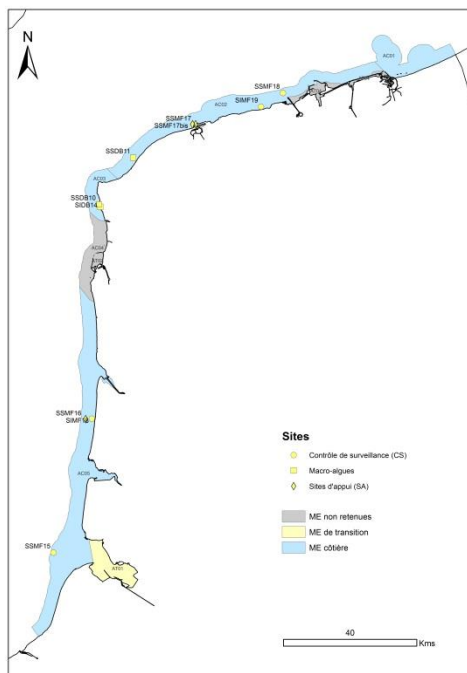 N
AC01
SSMF18
AC02
SIMF19
SSMF17
SSMF17bis
SSDB11
AC03
SSDB10
SIDB14
AC04
SSMF16
AC05
SSMF15
AT01
Sites
Contrôle de surveillance (CS)
Macro-algues
Sites d'appui (SA)
ME non retenues
ME de transition
ME côtière
40
Kms